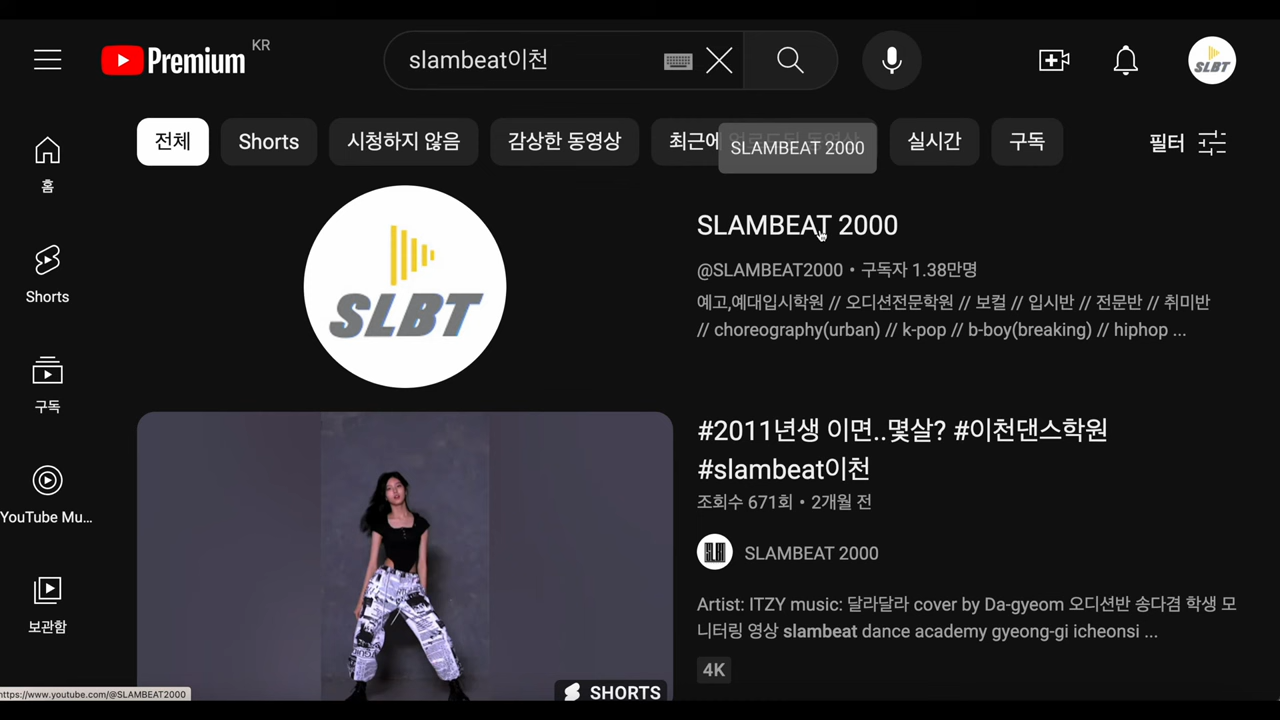 Premium KR
slambeat이천
SLBT
전체
Shorts
시청하지 않음
감상한 동영상
최근에 업로드된 동영상
SLAMBEAT 2000
실시간
구독
필터
홈
Shorts
구독
YouTube Mu...
보관함
SLBT
SLAMBEAT 2000
@SLAMBEAT2000 • 구독자 1.38만명
예고,예대입시학원 // 오디션전문학원 // 보컬 // 입시반 // 전문반 // 취미반
// choreography(urban) // k-pop // b-boy(breaking) // hiphop ...
#2011년생 이면..몇살? #이천댄스학원
#slambeat이천
조회수 671회 • 2개월 전
SLAMBEAT 2000
Artist: ITZY music: 달라달라 cover by Da-gyeom 오디션반 송다겸 학생 모
니터링 영상 slambeat dance academy gyeong-gi icheonsi ...
4K
SHORTS
https://www.youtube.com/@SLAMBEAT2000